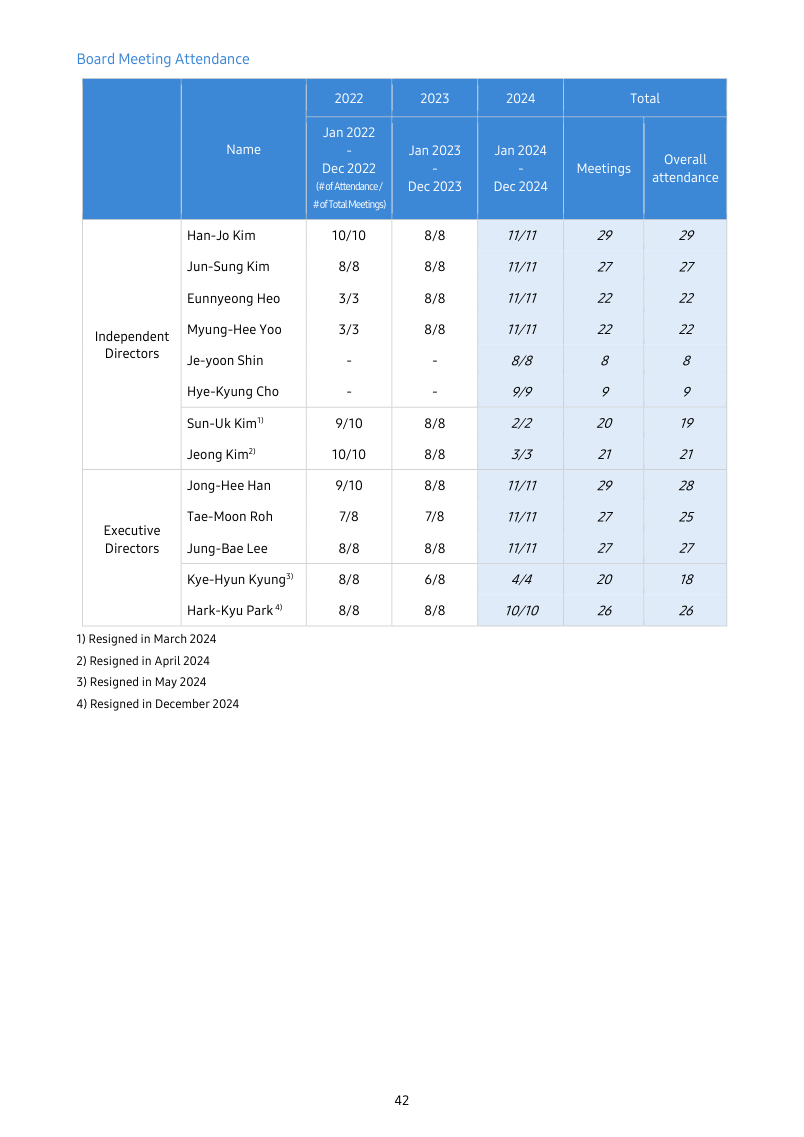 Board Meeting Attendance
Name 2022 2023 2024 Total
Jan 2022 - Dec 2022 (# of Attendance / # of Total Meetings) Jan 2023 - Dec 2023 Jan 2024 - Dec 2024 Meetings Overall attendance
Independent Directors
Han-Jo Kim 10/10 8/8 11/11 29 29
Jun-Sung Kim 8/8 8/8 11/11 27 27
Eunnyeong Heo 3/3 8/8 11/11 22 22
Myung-Hee Yoo 3/3 8/8 11/11 22 22
Je-yoon Shin - - 8/8 8 8
Hye-Kyung Cho - - 9/9 9 9
Sun-Uk Kim1) 9/10 8/8 2/2 20 19
Jeong Kim2) 10/10 8/8 3/3 21 21
Executive Directors
Jong-Hee Han 9/10 8/8 11/11 29 28
Tae-Moon Roh 7/8 7/8 11/11 27 25
Jung-Bae Lee 8/8 8/8 11/11 27 27
Kye-Hyun Kyung3) 8/8 6/8 4/4 20 18
Hark-Kyu Park 4) 8/8 8/8 10/10 26 26
1) Resigned in March 2024
2) Resigned in April 2024
3) Resigned in May 2024
4) Resigned in December 2024
42